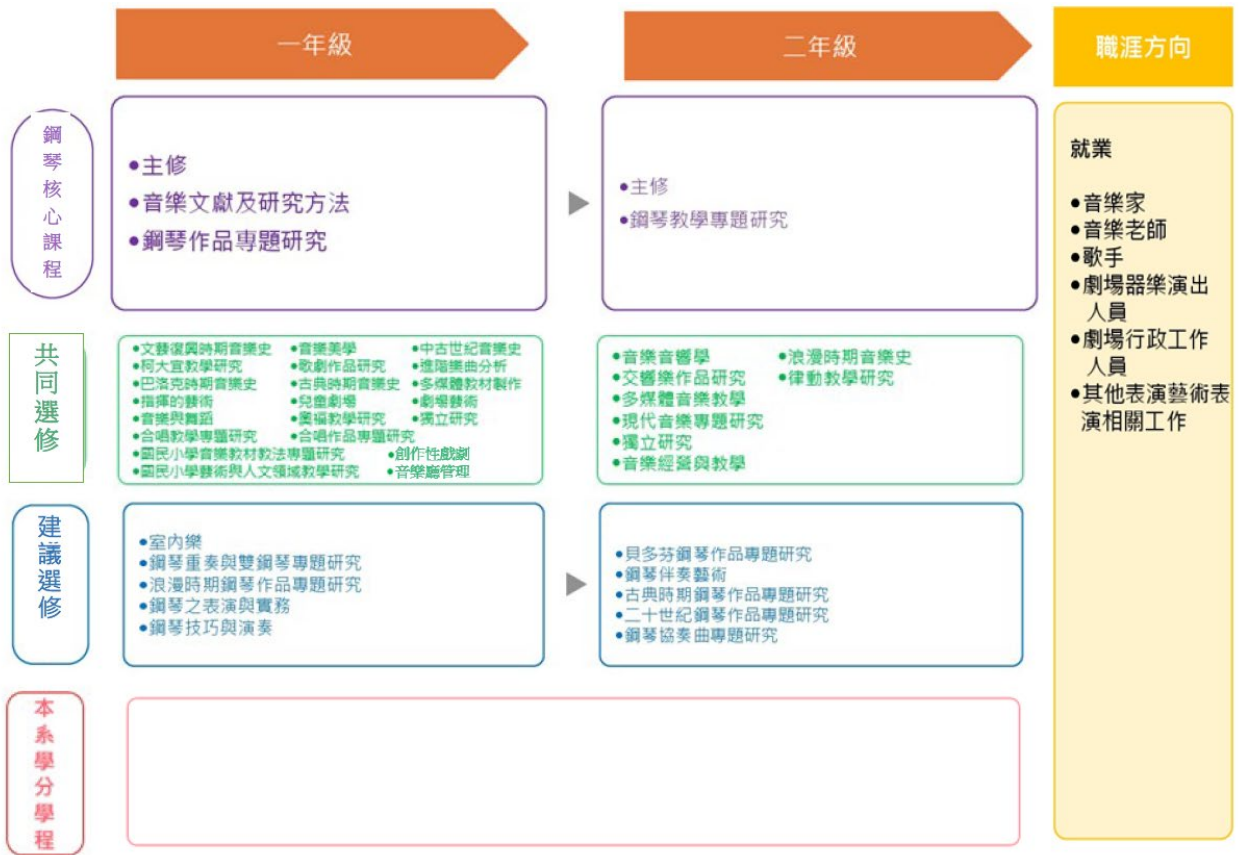 一年級
二年級
職涯方向
鋼琴核心課程
●主修
●音樂文獻及研究方法
●鋼琴作品專題研究
●主修
●鋼琴教學專題研究
共同選修
●文藝復興時期音樂史 ●音樂美學 ●中古世紀音樂史
●柯大宜教學研究 ●歌劇作品研究 ●進階樂曲分析
●巴洛克時期音樂史 ●古典時期音樂史 ●多媒體教材製作
●指揮的藝術 ●兒童劇場 ●劇場藝術
●音樂與舞蹈 ●奧福教學研究 ●獨立研究
●合唱教學專題研究 ●合唱作品專題研究
●國民小學音樂教材教法專題研究 ●創作性戲劇
●國民小學藝術與人文領域教學研究 ●音樂廳管理
●音樂音響學 ●浪漫時期音樂史
●交響樂作品研究 ●律動教學研究
●多媒體音樂教學
●現代音樂專題研究
●獨立研究
●音樂經營與教學
建議選修
●室內樂
●鋼琴重奏與雙鋼琴專題研究
●浪漫時期鋼琴作品專題研究
●鋼琴之表演與實務
●鋼琴技巧與演奏
●貝多芬鋼琴作品專題研究
●鋼琴伴奏藝術
●古典時期鋼琴作品專題研究
●二十世紀鋼琴作品專題研究
●鋼琴協奏曲專題研究
本系學分學程
就業
●音樂家
●音樂老師
●歌手
●劇場器樂演出
人員
●劇場行政工作
人員
●其他表演藝術表
演相關工作